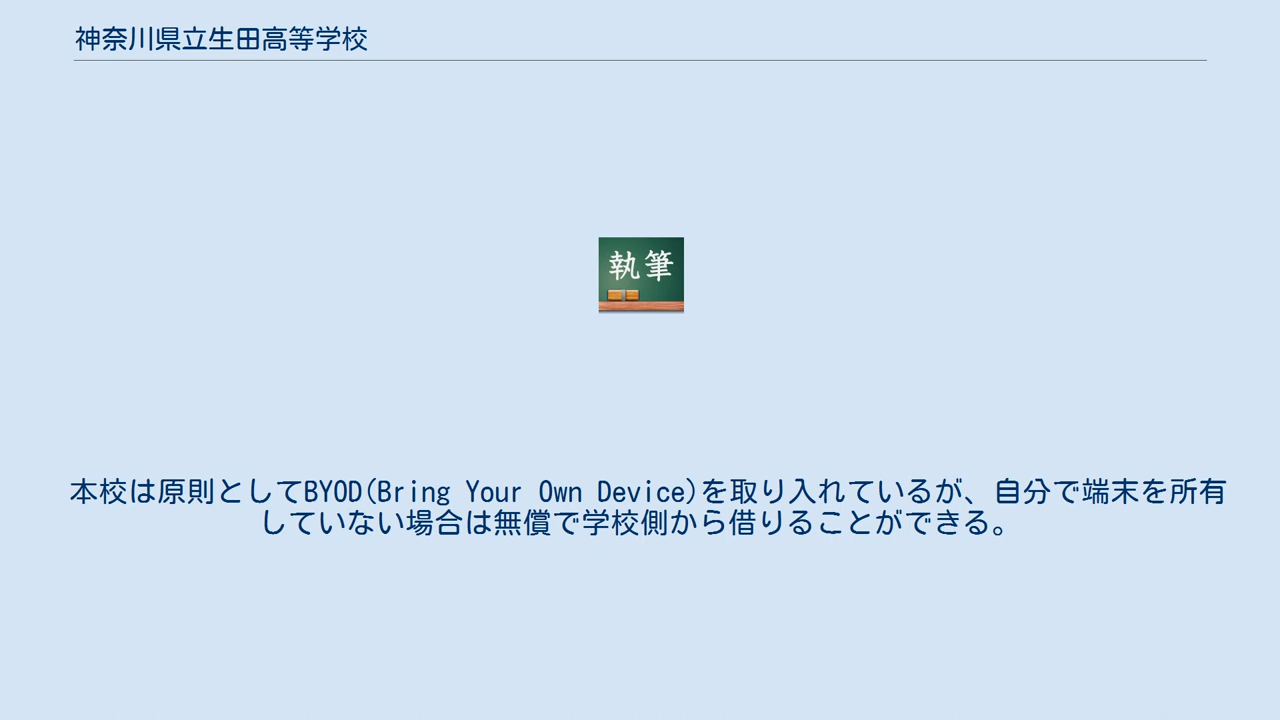 神奈川県立生田高等学校
執筆
本校は原則としてBYOD(Bring Your Own Device)を取り入れているが、自分で端末を所有
していない場合は無償で学校側から借りることができる。